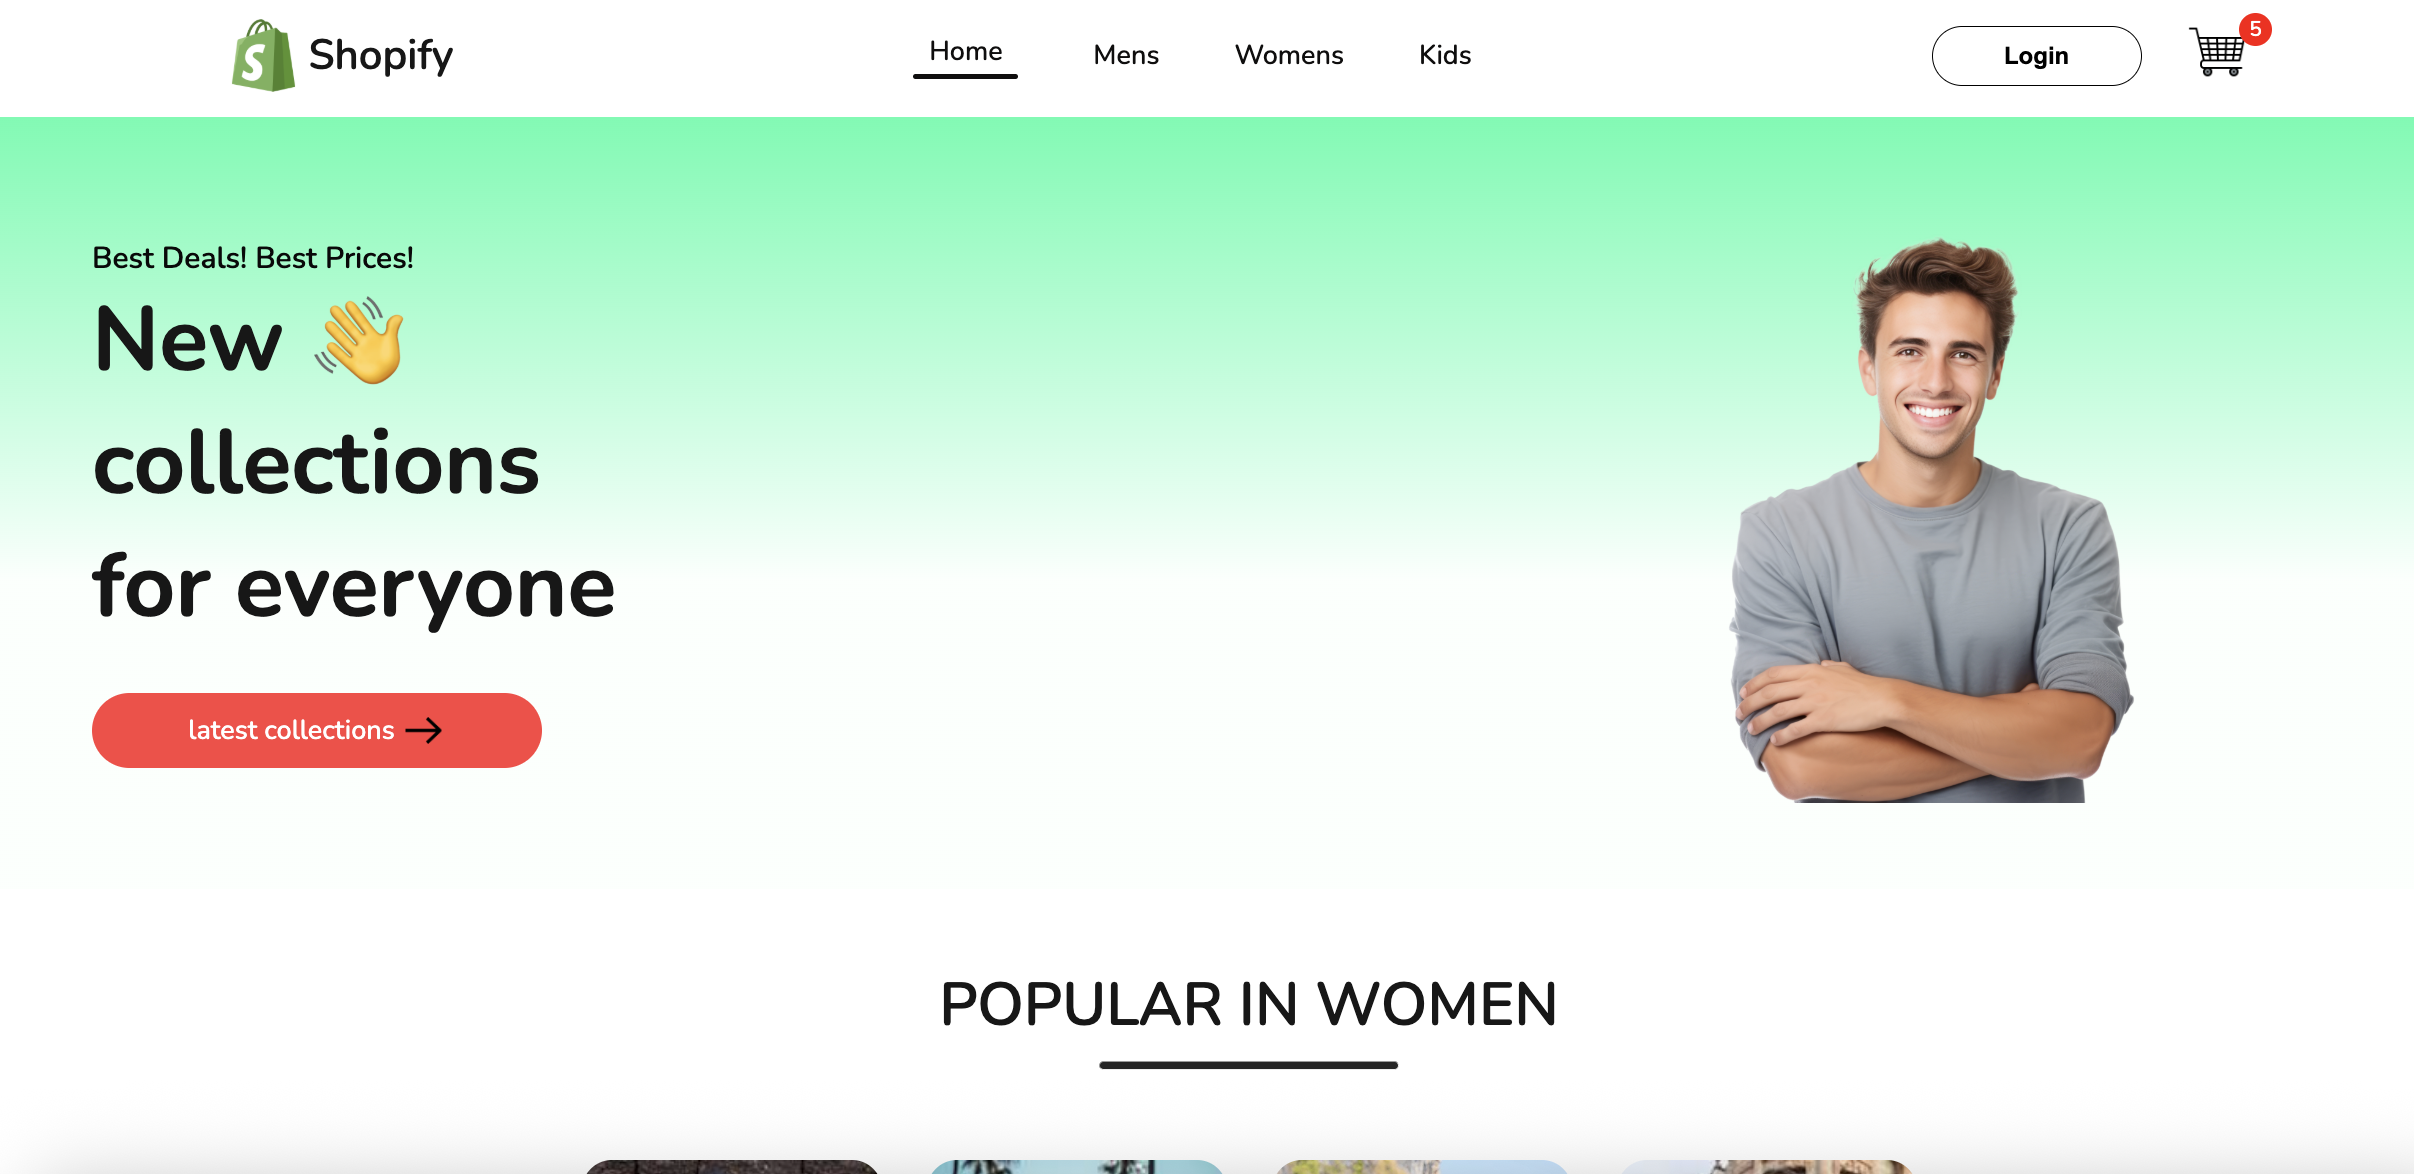 Shopify
Home
Mens
Womens
Kids
Login
5
Best Deals! Best Prices!
New 👋
collections
for everyone
latest collections →
POPULAR IN WOMEN